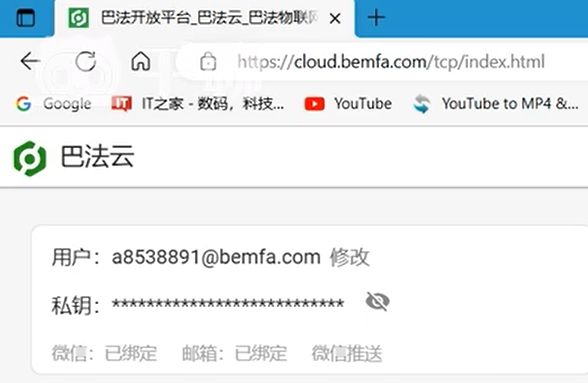 巴法开放平台_巴法云_巴法物联网
https://cloud.bemfa.com/tcp/index.html
Google IT之家 - 数码，科技... YouTube YouTube to MP4 &...
巴法云
用户：a8538891@bemfa.com 修改
私钥：***************************
微信：已绑定 邮箱：已绑定 微信推送